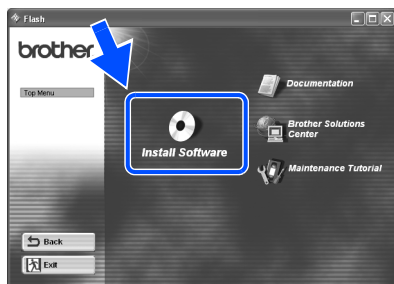 Flash
brother
Top Menu
Install Software
Documentation
Brother Solutions
Center
Maintenance Tutorial
Back
Exit